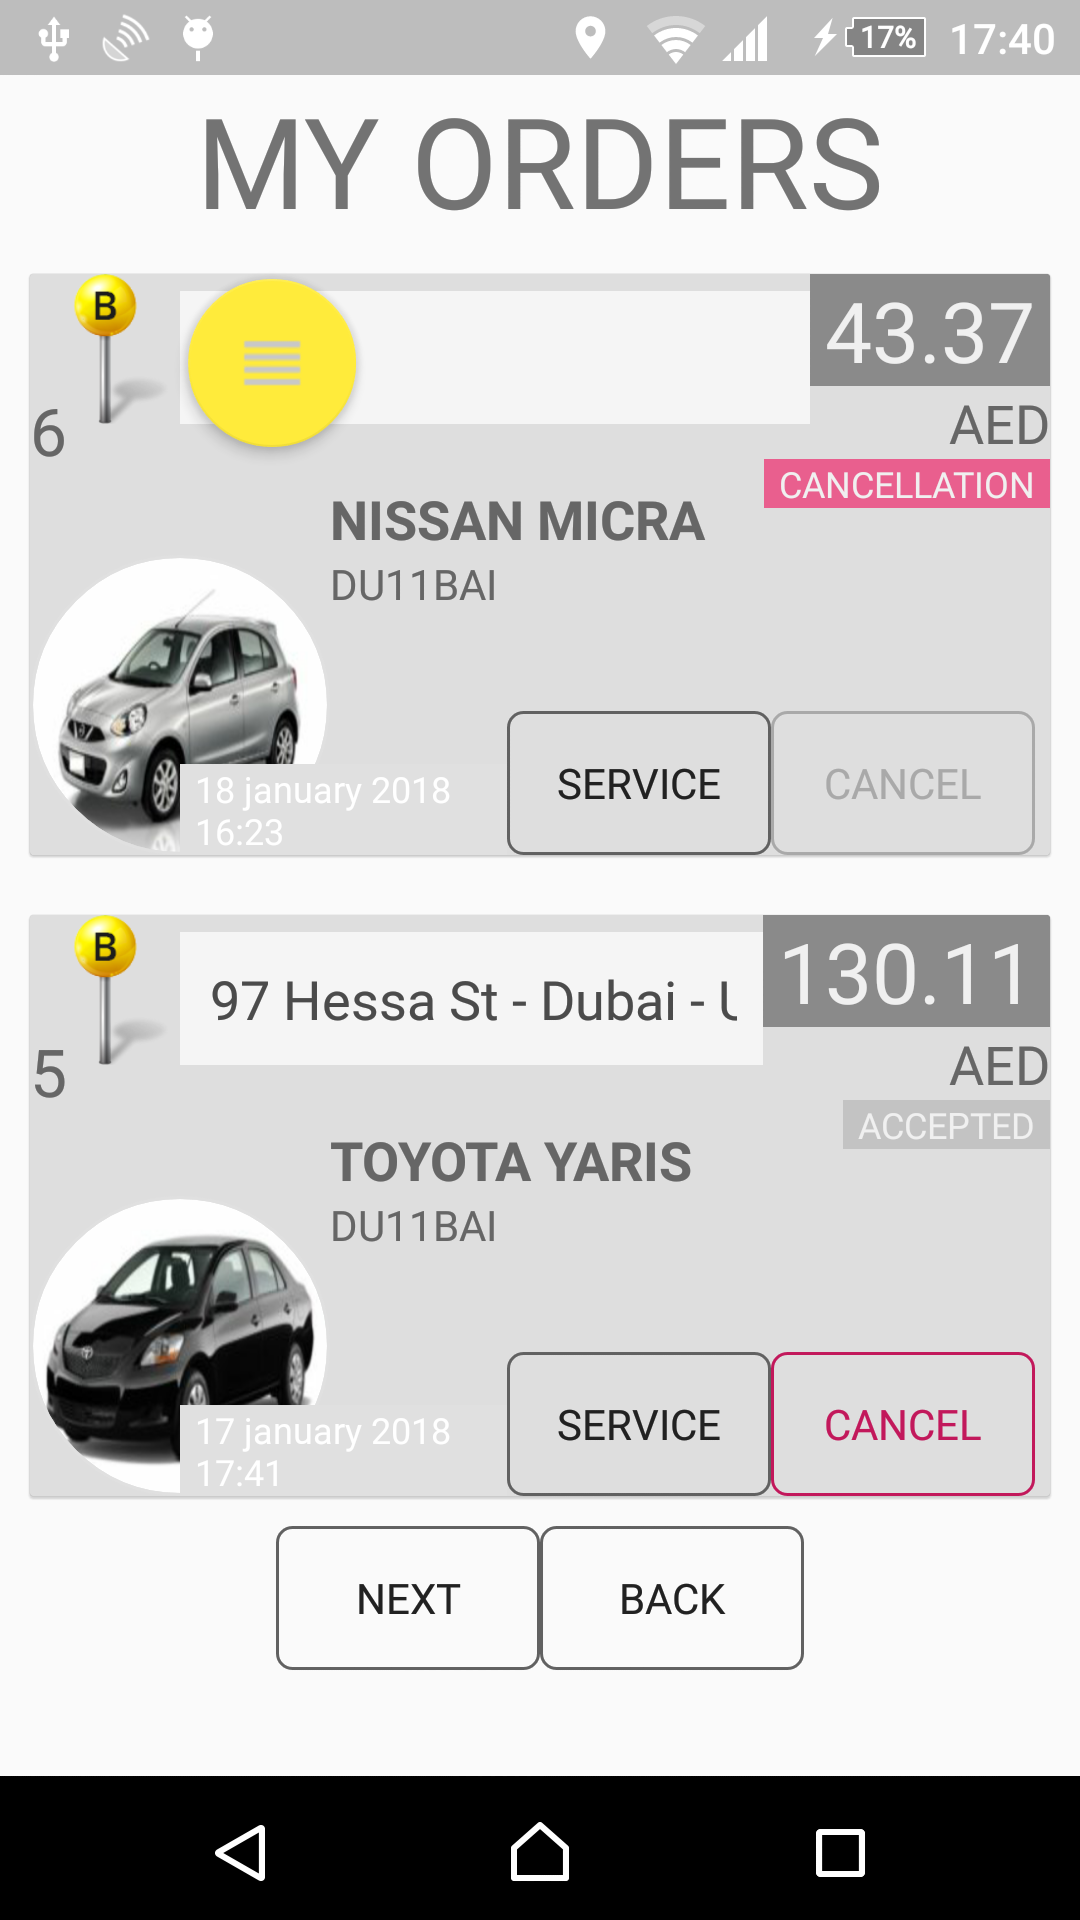 17% 17:40
MY ORDERS
B
43.37
6
AED
CANCELLATION
NISSAN MICRA
DU11BAI
18 january 2018
16:23
SERVICE
CANCEL
B
97 Hessa St - Dubai -
130.11
5
AED
ACCEPTED
TOYOTA YARIS
DU11BAI
17 january 2018
17:41
SERVICE
CANCEL
NEXT
BACK